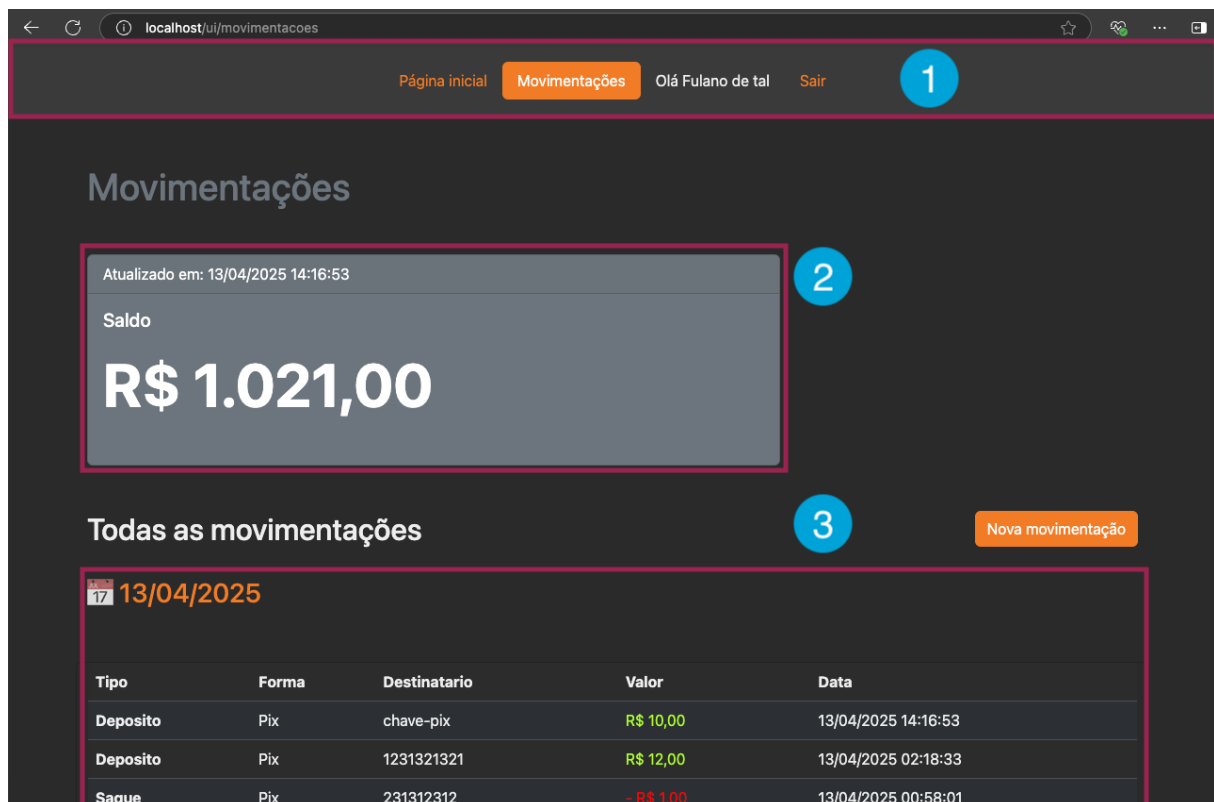 localhost/ui/movimentacoes
Página inicial Movimentações Olá Fulano de tal Sair 1
Movimentações
Atualizado em: 13/04/2025 14:16:53 2
Saldo
R$ 1.021,00
Todas as movimentações 3 Nova movimentação
17 13/04/2025
Tipo Forma Destinatario Valor Data
Deposito Pix chave-pix R$ 10,00 13/04/2025 14:16:53
Deposito Pix 1231321321 R$ 12,00 13/04/2025 02:18:33
Saque Pix 231312312 - R$ 1,00 13/04/2025 00:58:01